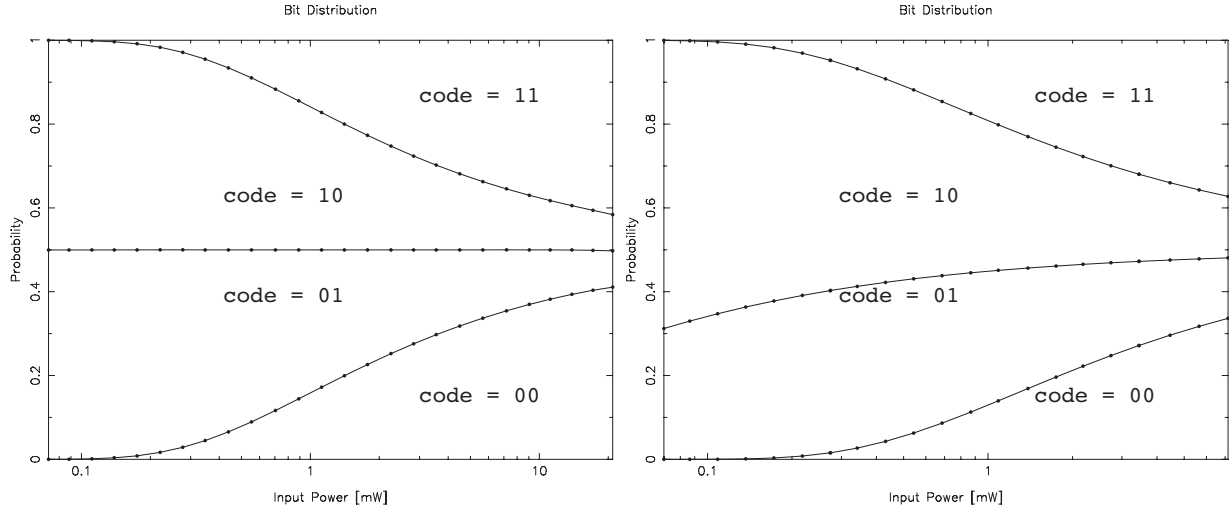 Bit Distribution
1
0.8
0.6
0.4
0.2
0
Probability
code = 11
code = 10
code = 01
code = 00
0.1 1 10
Input Power [mW]
Bit Distribution
1
0.8
0.6
0.4
0.2
0
Probability
code = 11
code = 10
code = 01
code = 00
0.1 1
Input Power [mW]